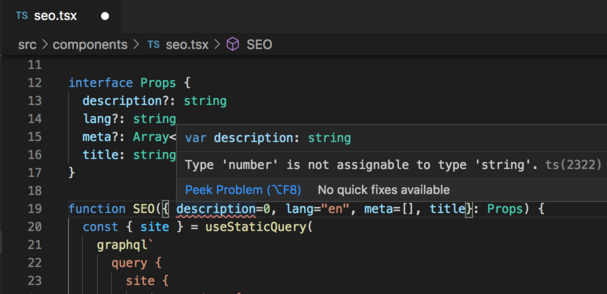 TS seo.tsx
src > components > TS seo.tsx > SEO
11
12 interface Props {
13 description?: string
14 lang?: string
15 meta?: Array<
16 title: string
17 }
var description: string
Type 'number' is not assignable to type 'string'. ts(2322)
Peek Problem (⌥F8) No quick fixes available
18
19 function SEO({ description=0, lang="en", meta=[], title}: Props) {
20 const { site } = useStaticQuery(
21 graphql`
22 query {
23 site {